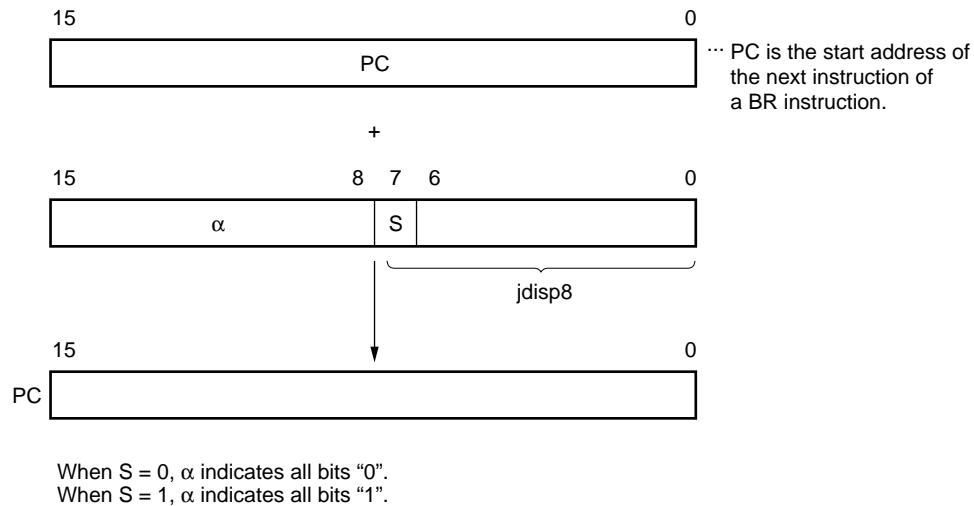 15 0
PC
... PC is the start address of
the next instruction of
a BR instruction.
+
15 8 7 6 0
α S
jdisp8
15 0
PC
When S = 0, α indicates all bits “0”.
When S = 1, α indicates all bits “1”.